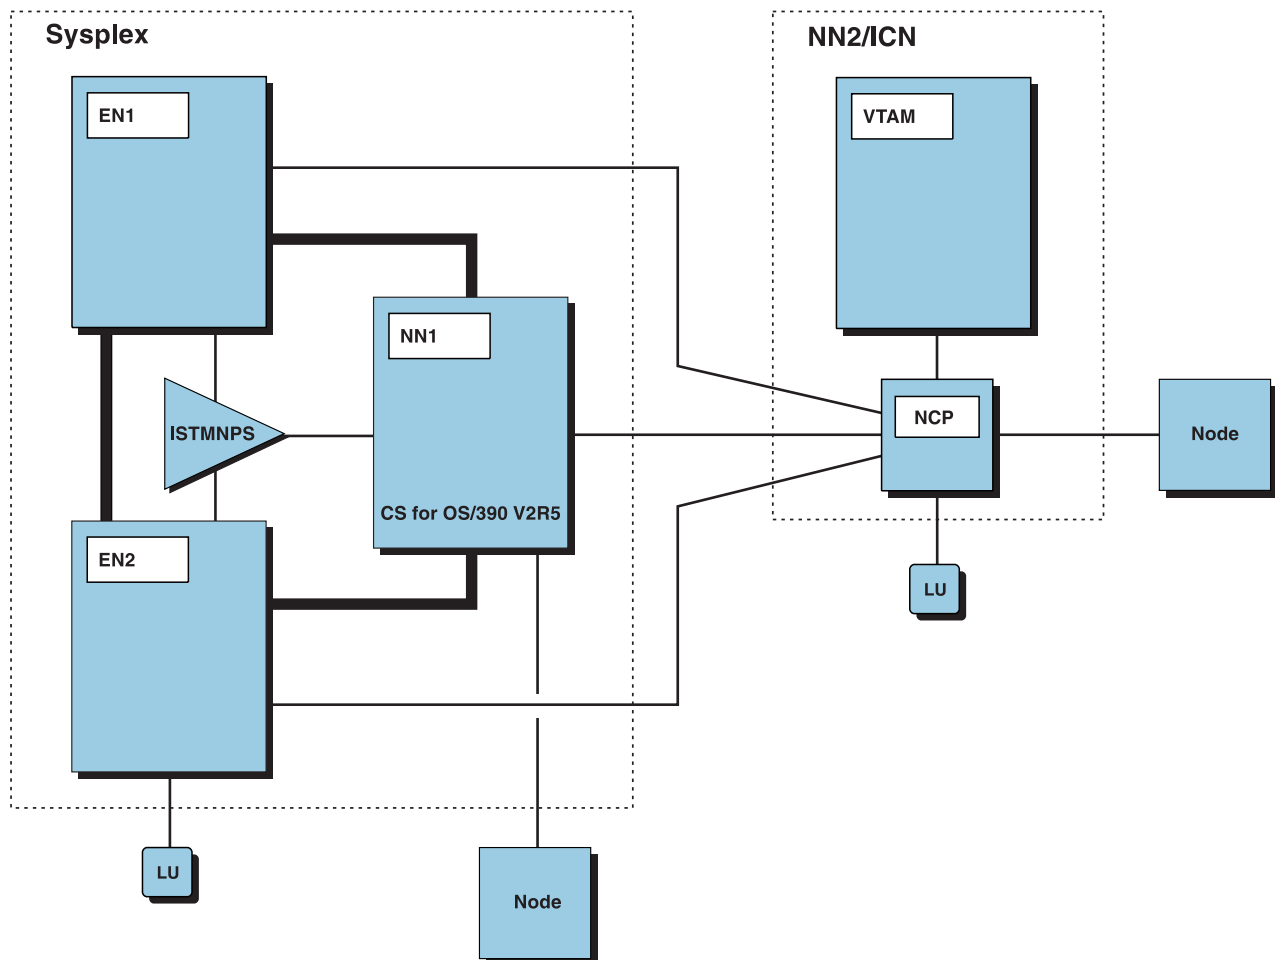 Sysplex
NN2/ICN
EN1
VTAM
NN1
NCP
ISTMNPS
Node
CS for OS/390 V2R5
EN2
LU
LU
Node